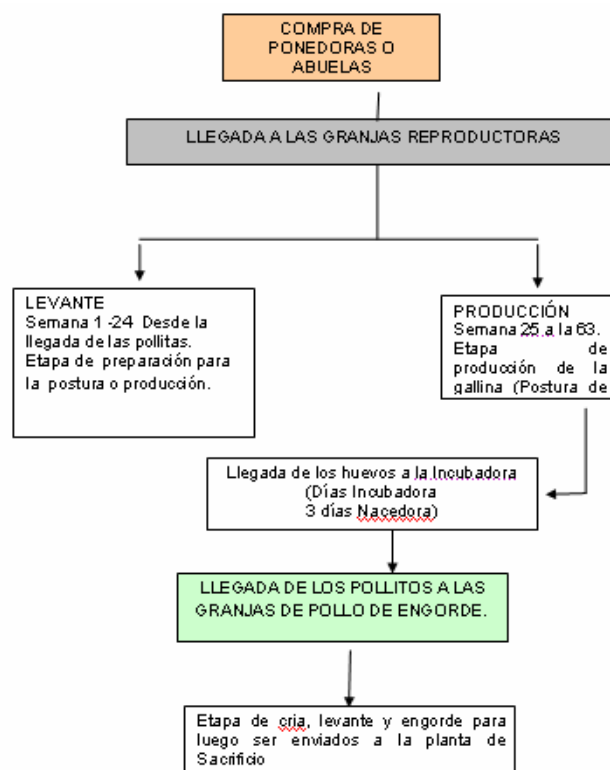 COMPRA DE
PONEDORAS O
ABUELAS
LLEGADA A LAS GRANJAS REPRODUCTORAS
LEVANTE
Semana 1 -24 Desde la
llegada de las pollitas.
Etapa de preparación para
la postura o producción.
PRODUCCIÓN
Semana 25 a la 63.
Etapa de
producción de la
gallina (Postura de
Llegada de los huevos a la Incubadora
(Días Incubadora
3 días Nacedora)
LLEGADA DE LOS POLLITOS A LAS
GRANJAS DE POLLO DE ENGORDE.
Etapa de cria, levante y engorde para
luego ser enviados a la planta de
Sacrificio